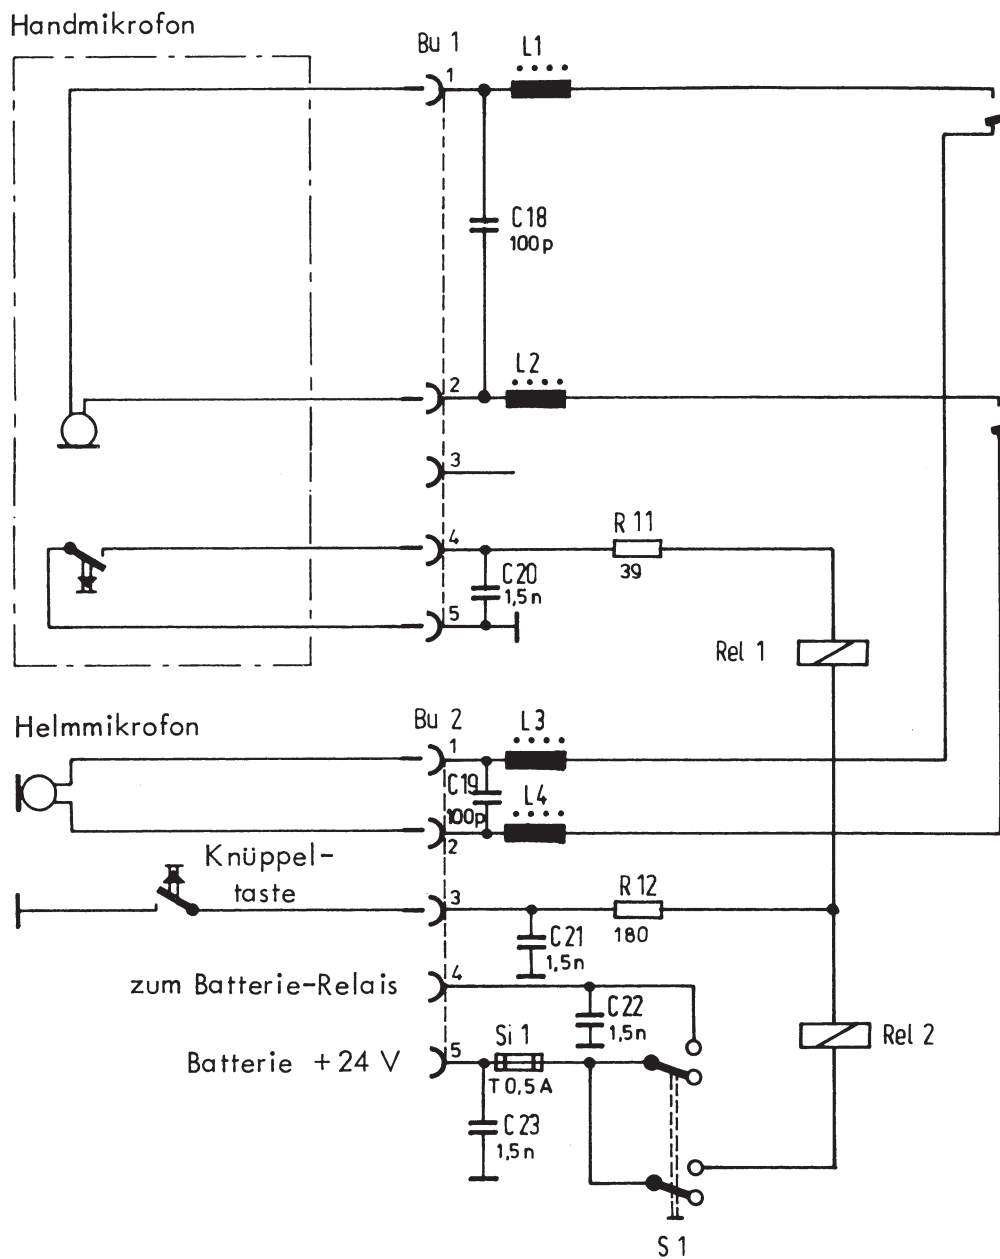 Handmikrofon
Bu 1
L1
1
C18
100p
L2
2
3
4
R 11
39
C20
1,5n
5
Rel 1
Helmmikrofon
Bu 2
L3
1
C19
100p
L4
2
Knüppel-
taste
3
R 12
180
C21
1,5n
zum Batterie-Relais
4
C22
1,5n
Rel 2
Batterie +24 V
5
Si 1
T 0,5 A
C23
1,5n
S 1